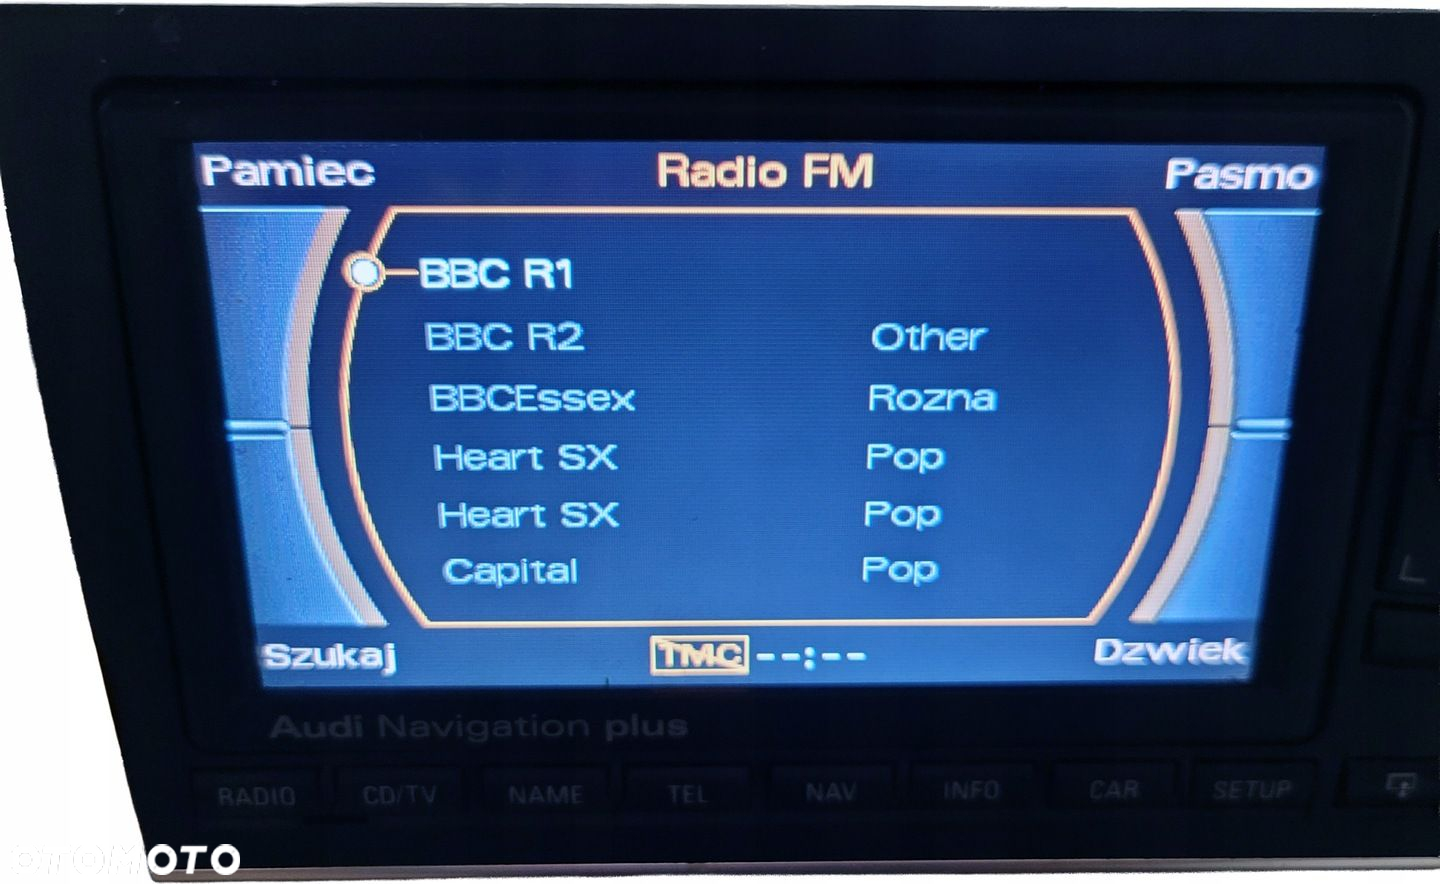 Pamiec Radio FM Pasmo
BBC R1
BBC R2 Other
BBCEssex Rozna
Heart SX Pop
Heart SX Pop
Capital Pop
Szukaj TMC --:-- Dzwiek
Audi Navigation plus
RADIO CD/TV NAME TEL NAV INFO CAR SETUP
L
OTOMOTO